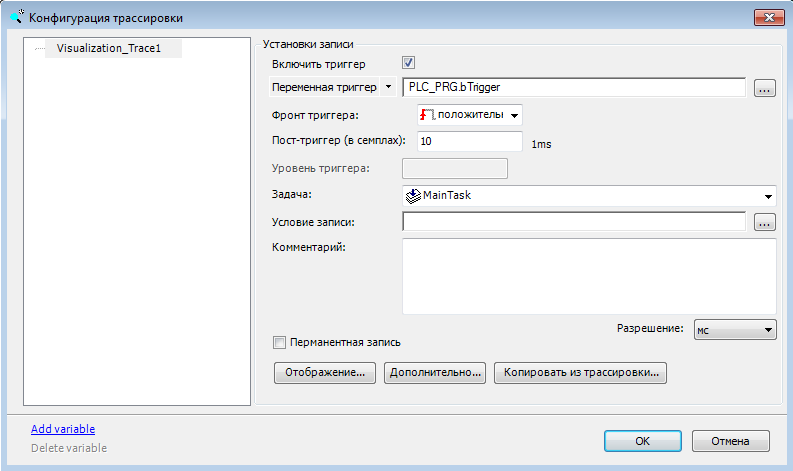 Конфигурация трассировки
Visualization_Trace1
Установки записи
Включить триггер
Переменная триггер
PLC_PRG.bTrigger
...
Фронт триггера:
положителы
Пост-триггер (в семплах):
10
1ms
Уровень триггера:
Задача:
MainTask
Условие записи:
...
Комментарий:
Разрешение:
мс
Перманентная запись
Отображение...
Дополнительно...
Копировать из трассировки...
Add variable
Delete variable
OK
Отмена